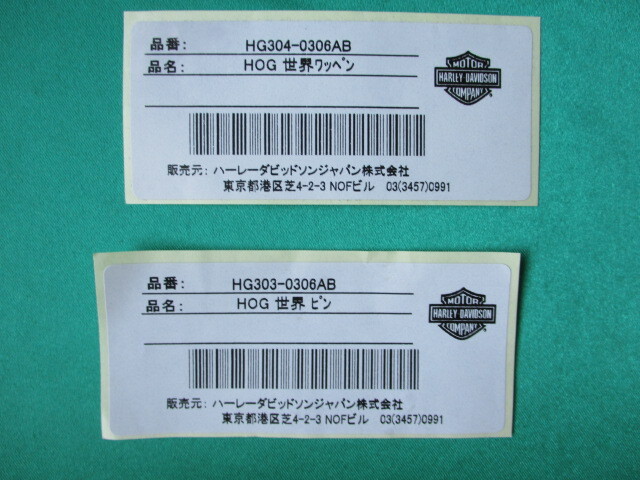 品番: HG304-0306AB
品名: HOG 世界ワッペン
MOTOR
HARLEY-DAVIDSON
COMPANY
販売元: ハーレーダビッドソンジャパン株式会社
東京都港区芝4-2-3 NOFビル 03(3457)0991
品番: HG303-0306AB
品名: HOG 世界 ピン
MOTOR
HARLEY-DAVIDSON
COMPANY
販売元: ハーレーダビッドソンジャパン株式会社
東京都港区芝4-2-3 NOFビル 03(3457)0991